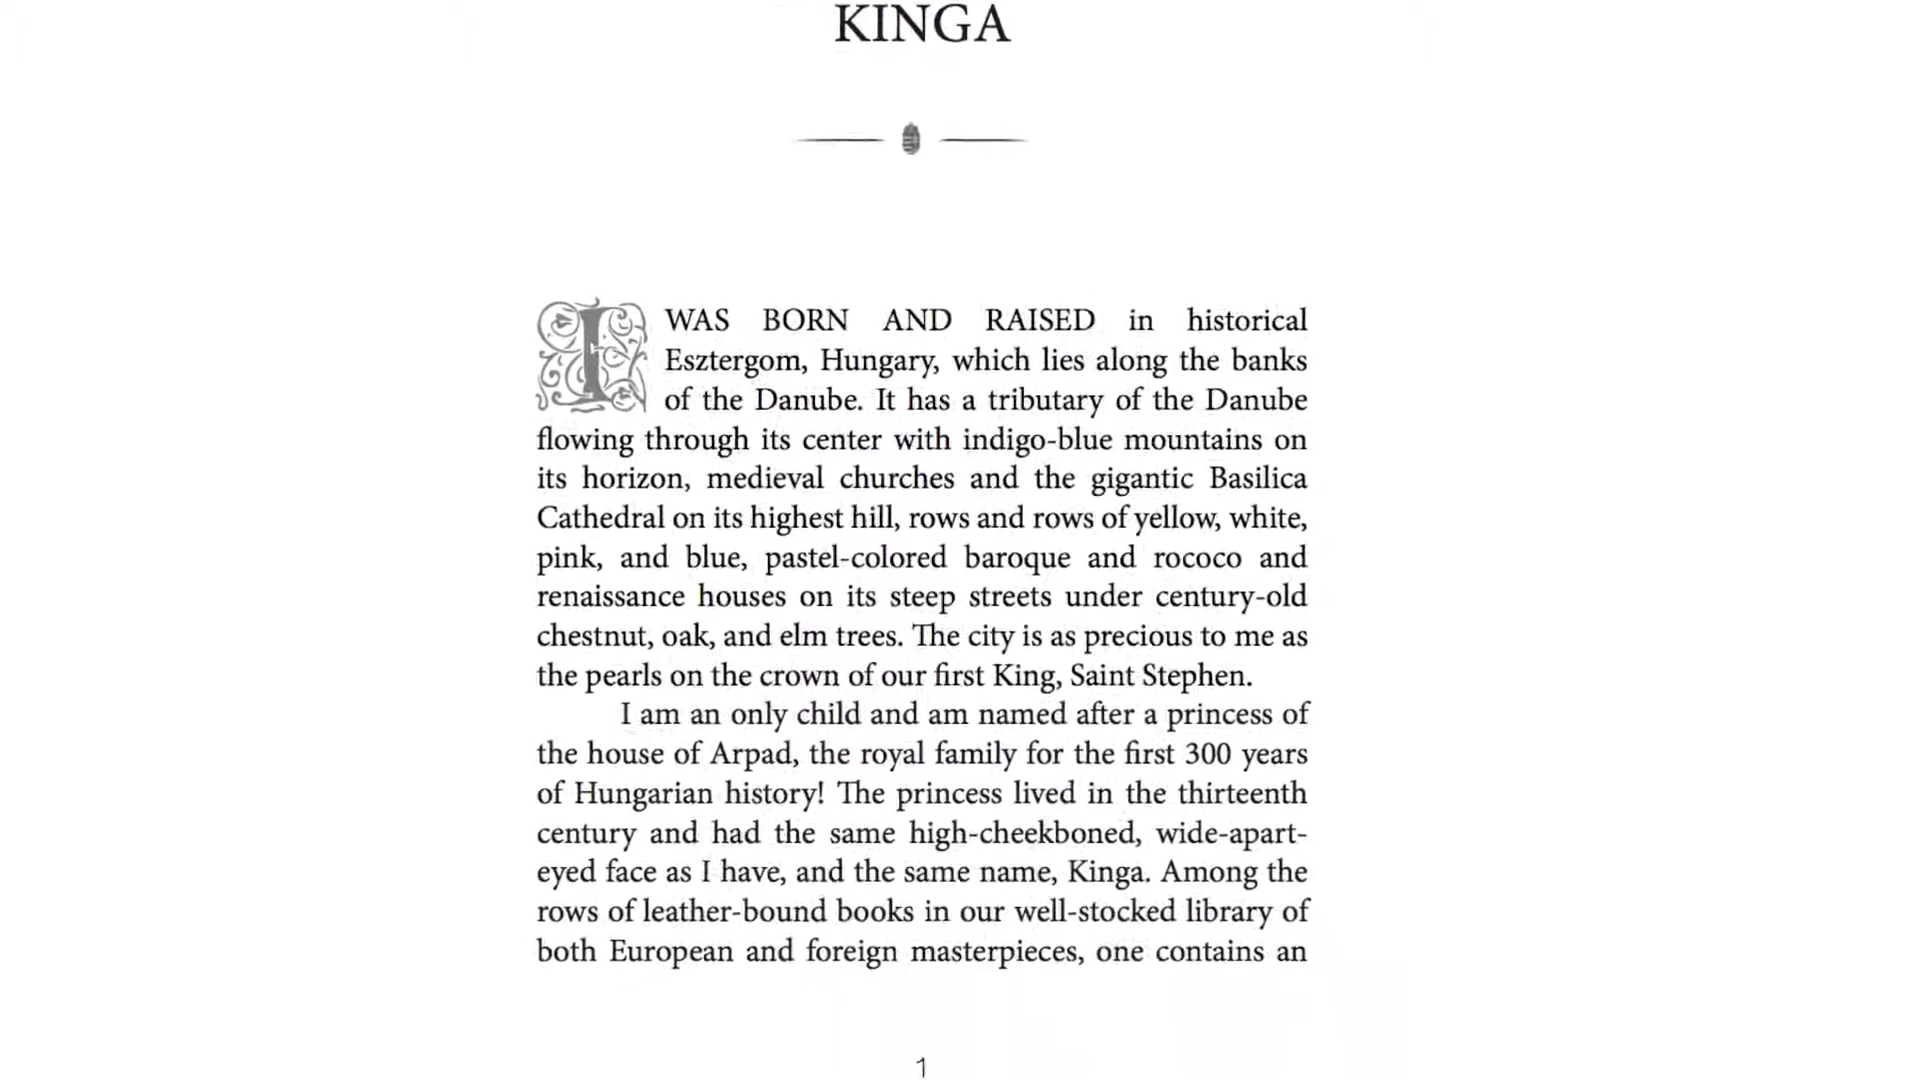 KINGA
I WAS BORN AND RAISED in historical
Esztergom, Hungary, which lies along the banks
of the Danube. It has a tributary of the Danube
flowing through its center with indigo-blue mountains on
its horizon, medieval churches and the gigantic Basilica
Cathedral on its highest hill, rows and rows of yellow, white,
pink, and blue, pastel-colored baroque and rococo and
renaissance houses on its steep streets under century-old
chestnut, oak, and elm trees. The city is as precious to me as
the pearls on the crown of our first King, Saint Stephen.
I am an only child and am named after a princess of
the house of Arpad, the royal family for the first 300 years
of Hungarian history! The princess lived in the thirteenth
century and had the same high-cheekboned, wide-apart-
eyed face as I have, and the same name, Kinga. Among the
rows of leather-bound books in our well-stocked library of
both European and foreign masterpieces, one contains an
1